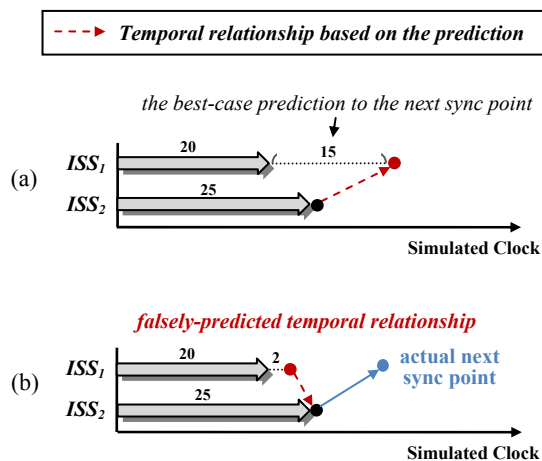 Temporal relationship based on the prediction
the best-case prediction to the next sync point
20
15
ISS1
(a)
25
ISS2
Simulated Clock
falsely-predicted temporal relationship
20
2
ISS1
actual next
sync point
(b)
25
ISS2
Simulated Clock